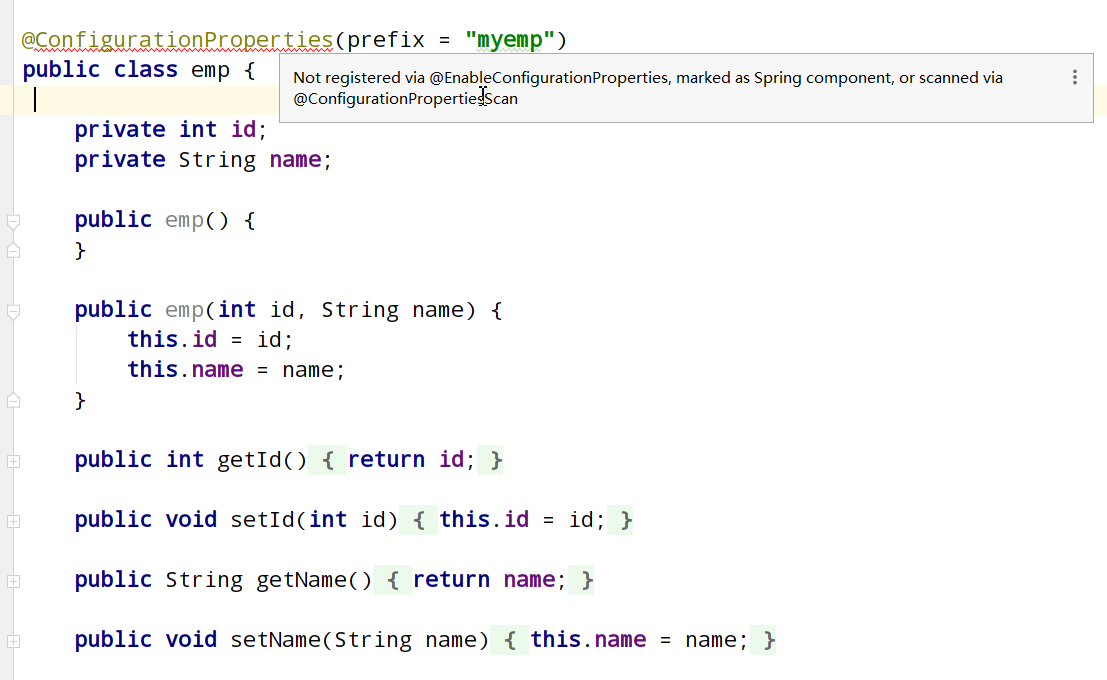 @ConfigurationProperties(prefix = "myemp")
public class emp {
Not registered via @EnableConfigurationProperties, marked as Spring component, or scanned via
@ConfigurationPropertiesScan
private int id;
private String name;
public emp() {
}
public emp(int id, String name) {
this.id = id;
this.name = name;
}
public int getId() { return id; }
public void setId(int id) { this.id = id; }
public String getName() { return name; }
public void setName(String name) { this.name = name; }